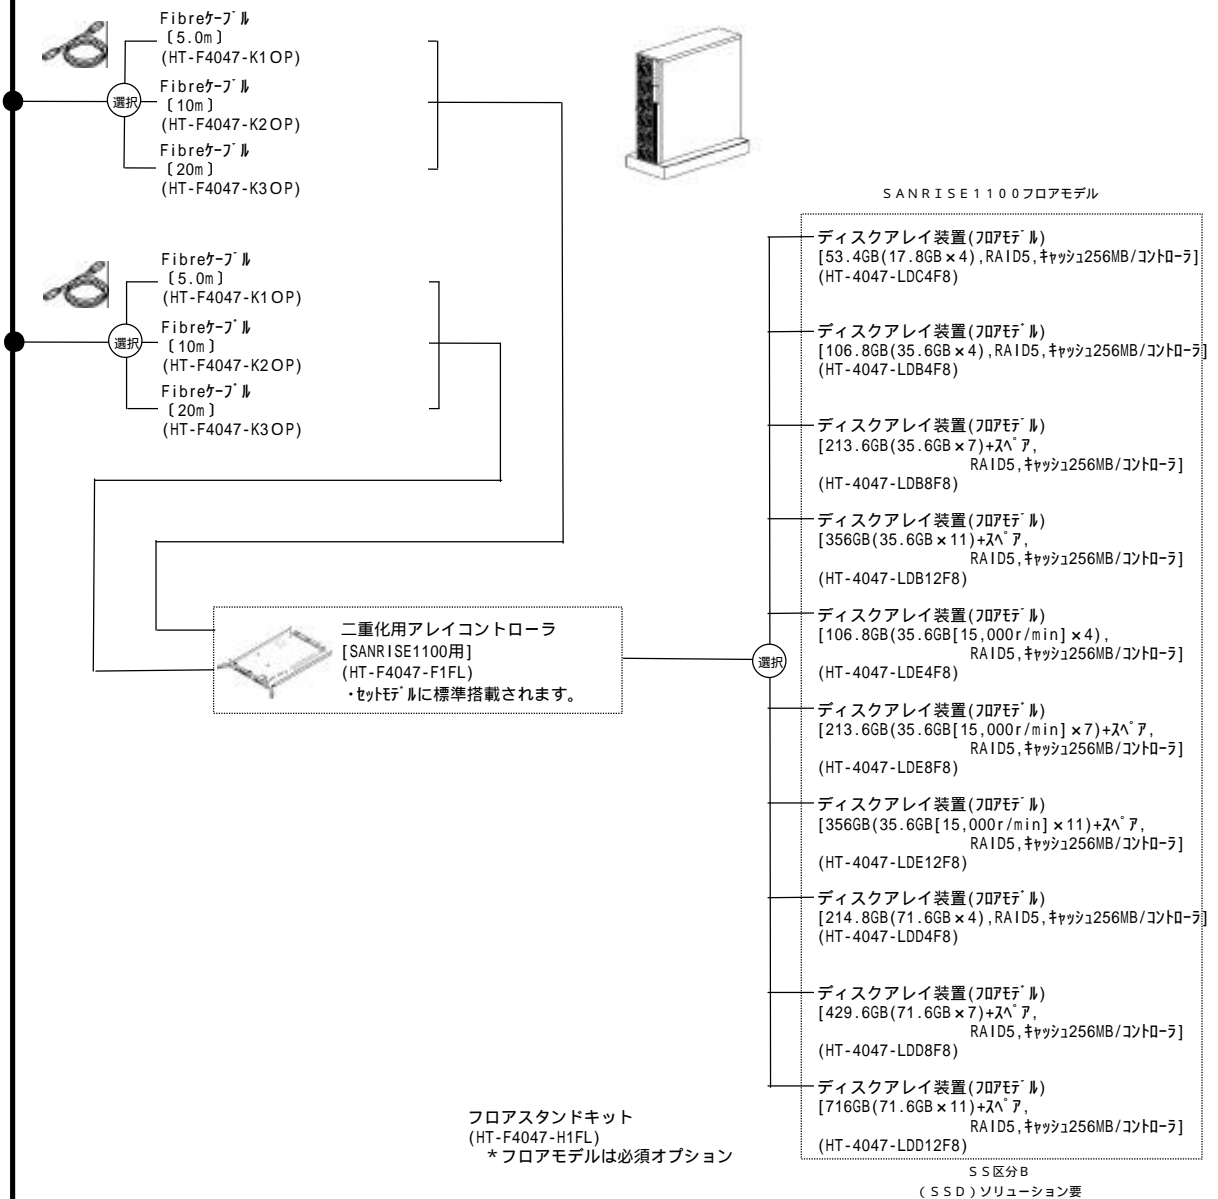 Fibreｹｰﾌﾞﾙ
〔5.0m〕
(HT-F4047-K1OP)
選択
Fibreｹｰﾌﾞﾙ
〔10m〕
(HT-F4047-K2OP)
Fibreｹｰﾌﾞﾙ
〔20m〕
(HT-F4047-K3OP)
Fibreｹｰﾌﾞﾙ
〔5.0m〕
(HT-F4047-K1OP)
選択
Fibreｹｰﾌﾞﾙ
〔10m〕
(HT-F4047-K2OP)
Fibreｹｰﾌﾞﾙ
〔20m〕
(HT-F4047-K3OP)
二重化用アレイコントローラ
[SANRISE1100用]
(HT-F4047-F1FL)
・ｾｯﾄﾓﾃﾞﾙに標準搭載されます。
選択
ＳＡＮＲＩＳＥ１１００フロアモデル
ディスクアレイ装置(ﾌﾛｱﾓﾃﾞﾙ)
[53.4GB(17.8GB×4),RAID5,ｷｬｯｼｭ256MB/ｺﾝﾄﾛｰﾗ]
(HT-4047-LDC4F8)
ディスクアレイ装置(ﾌﾛｱﾓﾃﾞﾙ)
[106.8GB(35.6GB×4),RAID5,ｷｬｯｼｭ256MB/ｺﾝﾄﾛｰﾗ]
(HT-4047-LDB4F8)
ディスクアレイ装置(ﾌﾛｱﾓﾃﾞﾙ)
[213.6GB(35.6GB×7)+ｽﾍﾟｱ,
RAID5,ｷｬｯｼｭ256MB/ｺﾝﾄﾛｰﾗ]
(HT-4047-LDB8F8)
ディスクアレイ装置(ﾌﾛｱﾓﾃﾞﾙ)
[356GB(35.6GB×11)+ｽﾍﾟｱ,
RAID5,ｷｬｯｼｭ256MB/ｺﾝﾄﾛｰﾗ]
(HT-4047-LDB12F8)
ディスクアレイ装置(ﾌﾛｱﾓﾃﾞﾙ)
[106.8GB(35.6GB[15,000r/min]×4),
RAID5,ｷｬｯｼｭ256MB/ｺﾝﾄﾛｰﾗ]
(HT-4047-LDE4F8)
ディスクアレイ装置(ﾌﾛｱﾓﾃﾞﾙ)
[213.6GB(35.6GB[15,000r/min]×7)+ｽﾍﾟｱ,
RAID5,ｷｬｯｼｭ256MB/ｺﾝﾄﾛｰﾗ]
(HT-4047-LDE8F8)
ディスクアレイ装置(ﾌﾛｱﾓﾃﾞﾙ)
[356GB(35.6GB[15,000r/min]×11)+ｽﾍﾟｱ,
RAID5,ｷｬｯｼｭ256MB/ｺﾝﾄﾛｰﾗ]
(HT-4047-LDE12F8)
ディスクアレイ装置(ﾌﾛｱﾓﾃﾞﾙ)
[214.8GB(71.6GB×4),RAID5,ｷｬｯｼｭ256MB/ｺﾝﾄﾛｰﾗ]
(HT-4047-LDD4F8)
ディスクアレイ装置(ﾌﾛｱﾓﾃﾞﾙ)
[429.6GB(71.6GB×7)+ｽﾍﾟｱ,
RAID5,ｷｬｯｼｭ256MB/ｺﾝﾄﾛｰﾗ]
(HT-4047-LDD8F8)
ディスクアレイ装置(ﾌﾛｱﾓﾃﾞﾙ)
[716GB(71.6GB×11)+ｽﾍﾟｱ,
RAID5,ｷｬｯｼｭ256MB/ｺﾝﾄﾛｰﾗ]
(HT-4047-LDD12F8)
フロアスタンドキット
(HT-F4047-H1FL)
＊フロアモデルは必須オプション
ＳＳ区分Ｂ
（ＳＳＤ）ソリューション要